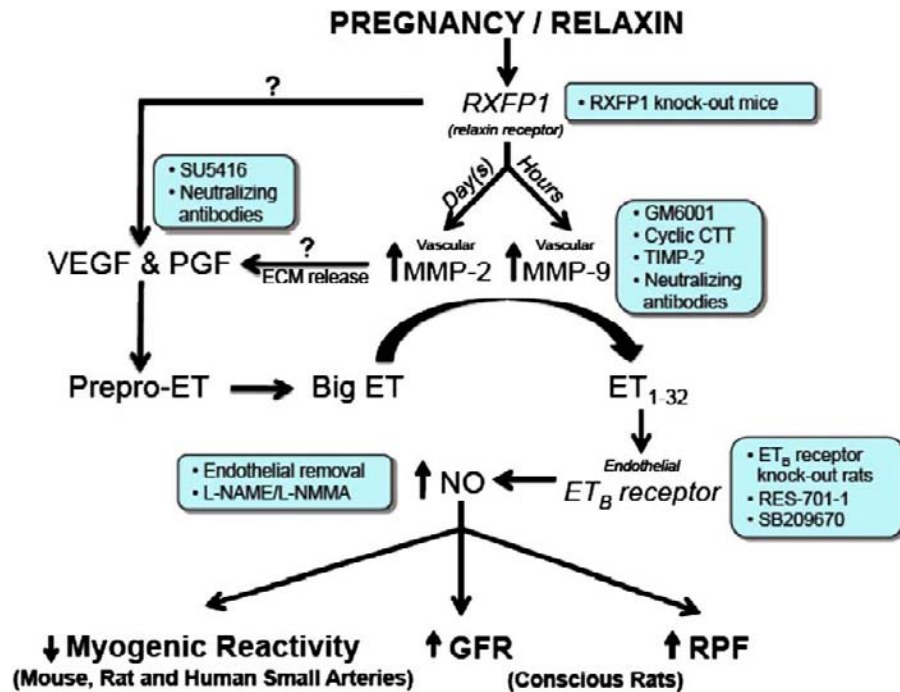 PREGNANCY / RELAXIN
?
RXFP1
(relaxin receptor)
• RXFP1 knock-out mice
Day(s)
Hours
• SU5416
• Neutralizing
antibodies
• GM6001
• Cyclic CTT
• TIMP-2
• Neutralizing
antibodies
VEGF & PGF
?
ECM release
Vascular
MMP-2
Vascular
MMP-9
Prepro-ET
Big ET
ET1-32
• Endothelial removal
• L-NAME/L-NMMA
NO
Endothelial
ETB receptor
• ETB receptor
knock-out rats
• RES-701-1
• SB209670
Myogenic Reactivity
(Mouse, Rat and Human Small Arteries)
GFR
RPF
(Conscious Rats)